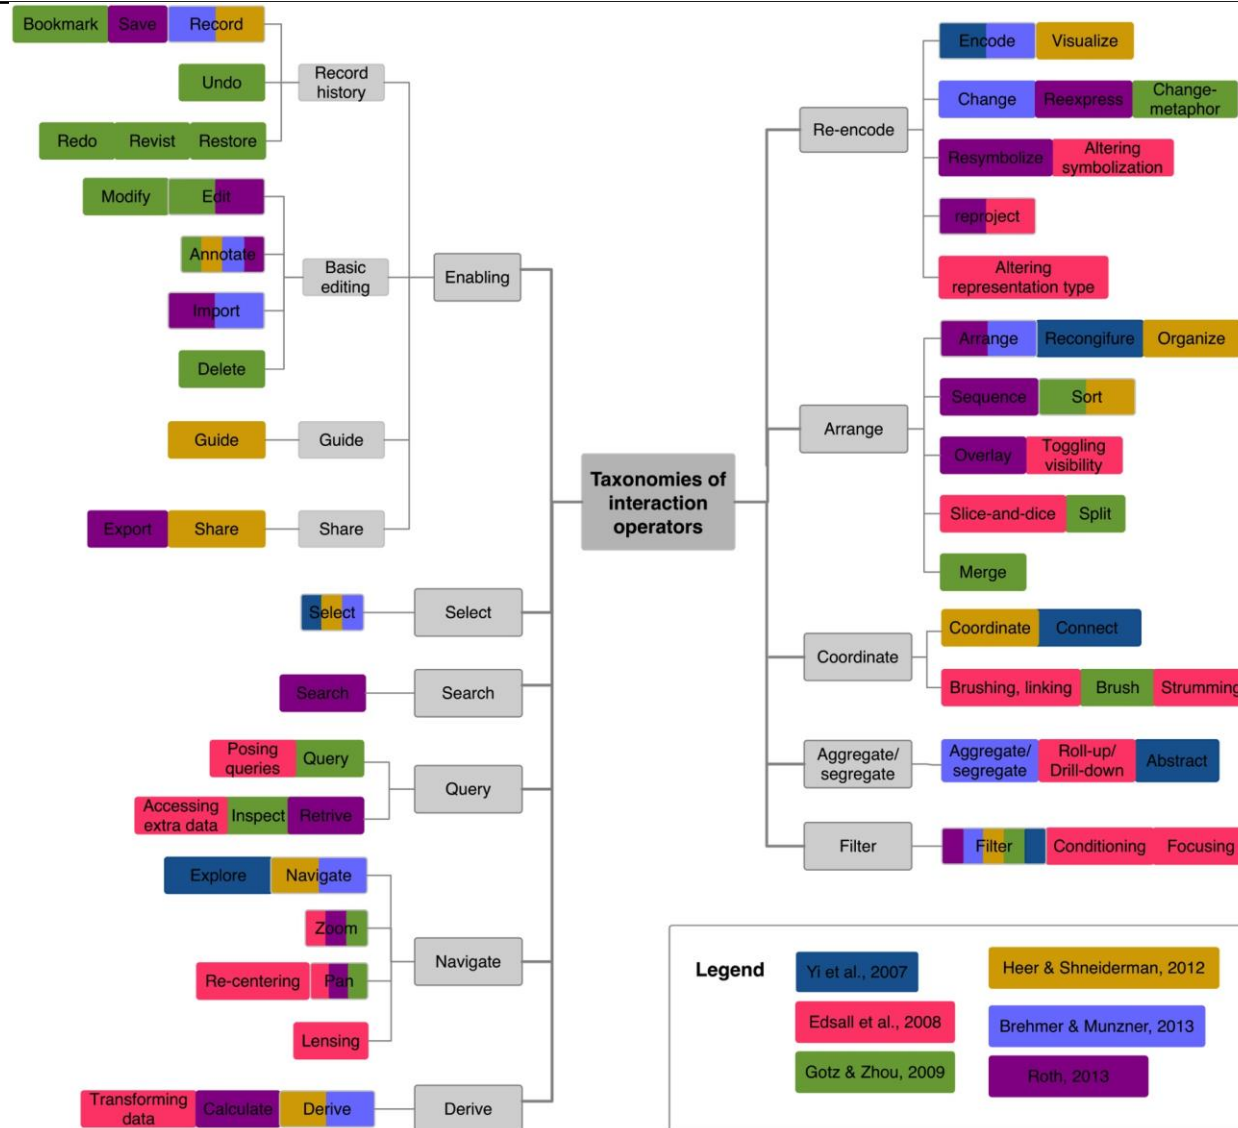 Bookmark Save Record
Undo
Record
history
Redo Revist Restore
Modify Edit
Annotate
Basic
editing
Import
Delete
Enabling
Guide Guide
Export Share Share
Select Select
Search Search
Posing
queries Query
Accessing
extra data Inspect Retrive
Query
Explore Navigate
Zoom
Re-centering Pan
Lensing
Navigate
Transforming
data Calculate Derive Derive
Taxonomies of
interaction
operators
Re-encode
Encode Visualize
Change Reexpress Change-
metaphor
Resymbolize Altering
symbolization
reproject
Altering
representation type
Arrange
Arrange Recongifure Organize
Sequence Sort
Overlay Toggling
visibility
Slice-and-dice Split
Merge
Coordinate
Coordinate Connect
Brushing, linking Brush Strumming
Aggregate/
segregate
Aggregate/
segregate Roll-up/
Drill-down Abstract
Filter Filter Conditioning Focusing
Legend
Yi et al., 2007 Heer & Shneiderman, 2012
Edsall et al., 2008 Brehmer & Munzner, 2013
Gotz & Zhou, 2009 Roth, 2013